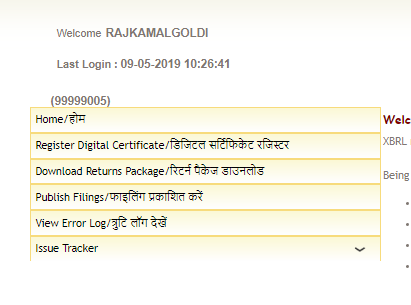 Welcome RAJKAMALGOLDI
Last Login : 09-05-2019 10:26:41
(99999005)
Home/होम
Welc
Register Digital Certificate/डिजिटल सर्टिफिकेट रजिस्टर
XBRL
Download Returns Package/रिटर्न पैकेज डाउनलोड
Being
Publish Filings/फाइलिंग प्रकाशित करें
View Error Log/त्रुटि लॉग देखें
Issue Tracker